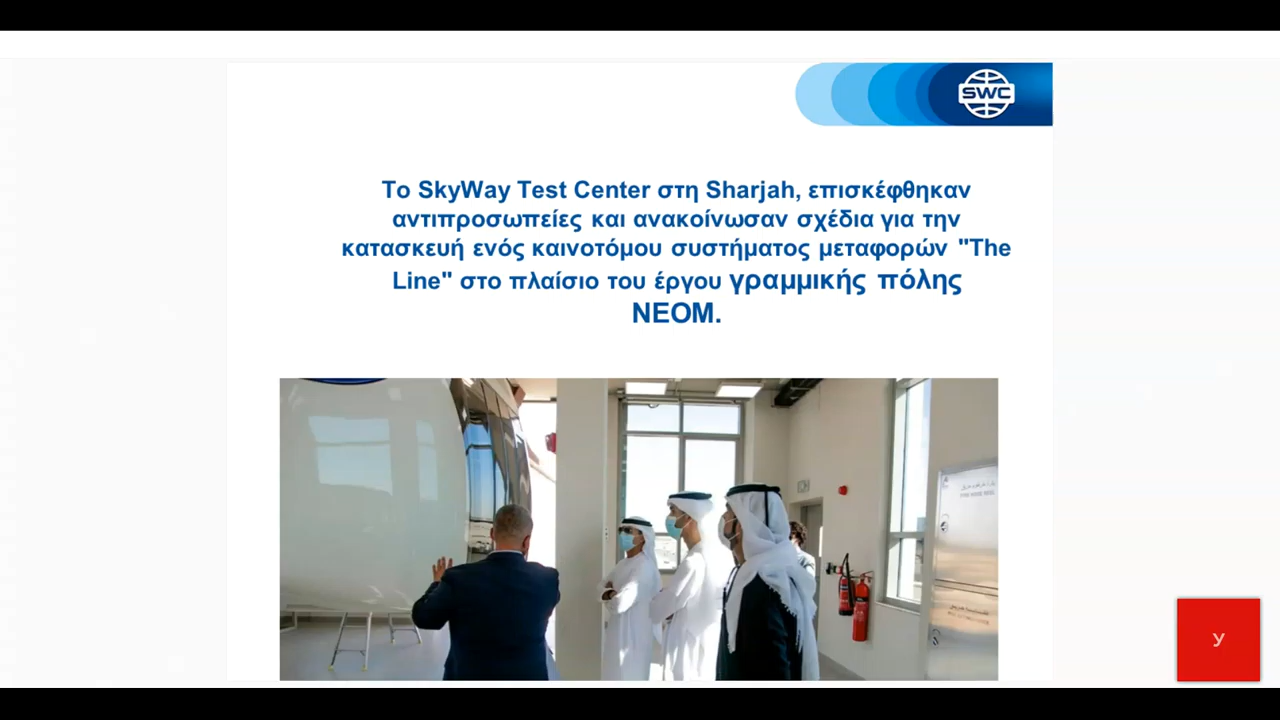 SWC
Το SkyWay Test Center στη Sharjah, επισκέφθηκαν
αντιπροσωπείες και ανακοίνωσαν σχέδια για την
κατασκευή ενός καινοτόμου συστήματος μεταφορών "The
Line" στο πλαίσιο του έργου γραμμικής πόλης
NEOM.
У